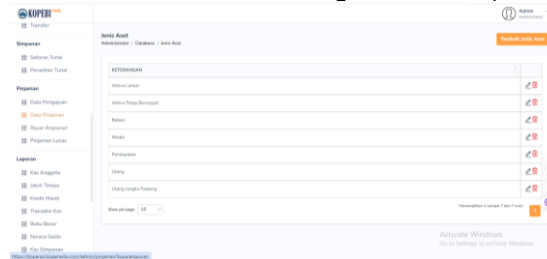 KOPEBI
Admin
Administrator
Transfer
Simpanan
Setoran Tunai
Penarikan Tunai
Pinjaman
Data Pengajuan
Data Pinjaman
Bayar Angsuran
Pinjaman Lunas
Laporan
Kas Anggota
Jatuh Tempo
Kredit Macet
Transaksi Kas
Buku Besar
Neraca Saldo
Kas Simpanan
Jenis Aset
Administrator / Database / Jenis Aset
Tambah Jenis Aset
KETERANGAN
Aktiva Lancar
Aktiva Tetap Berwujud
Beban
Modal
Pendapatan
Utang
Utang Jangka Panjang
Show per page: 10
Menampilkan 1 sampai 7 dari 7 data
1
Activate Windows
Go to Settings to activate Windows.